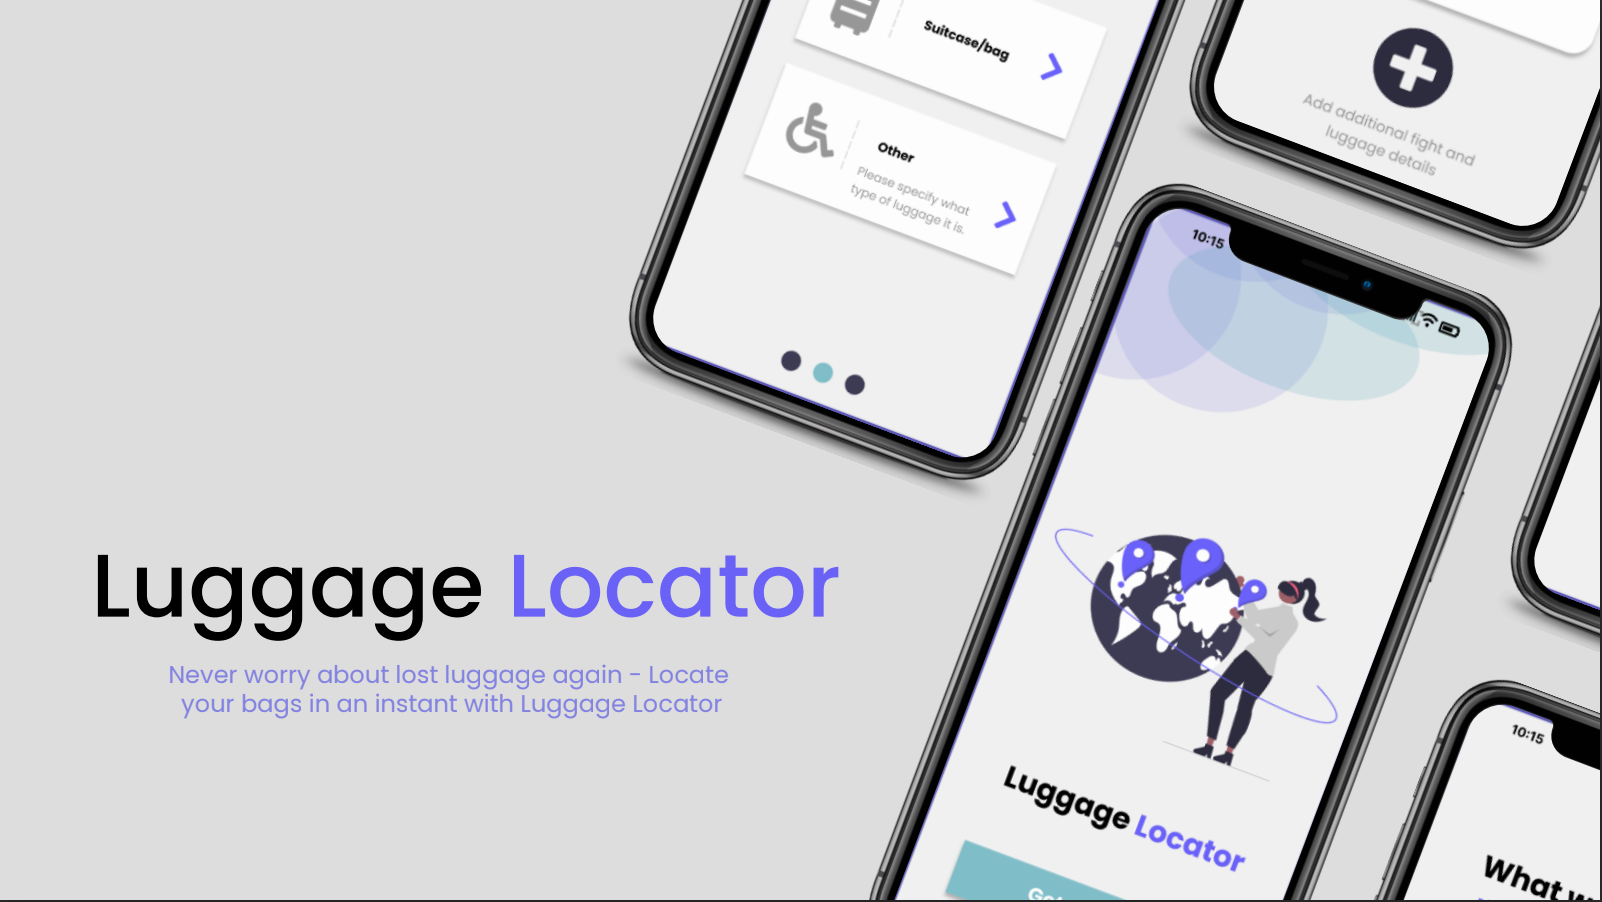 Suitcase/bag
Other
Please specify what
type of luggage it is.
Add additional fight and
luggage details
10:15
Luggage Locator
Never worry about lost luggage again - Locate
your bags in an instant with Luggage Locator
Luggage Locator
10:15
What